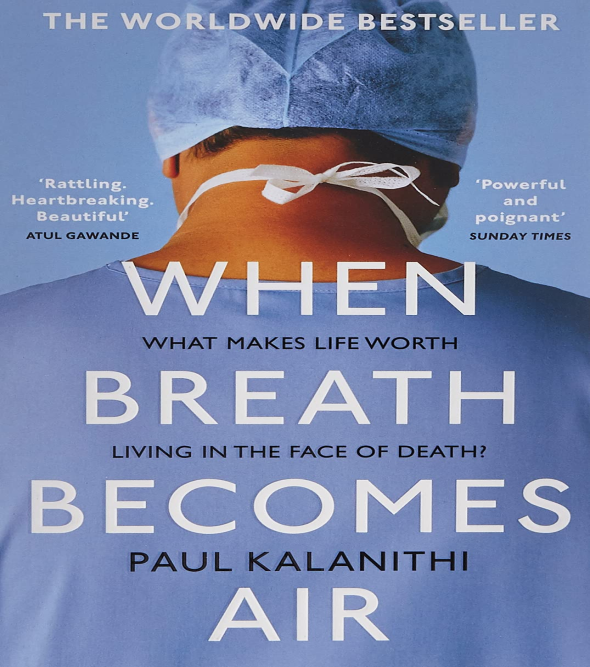 THE WORLDWIDE BESTSELLER
'Rattling.
Heartbreaking.
Beautiful'
ATUL GAWANDE
'Powerful
and
poignant'
SUNDAY TIMES
WHEN
WHAT MAKES LIFE WORTH
BREATH
LIVING IN THE FACE OF DEATH?
BECOMES
PAUL KALANITHI
AIR